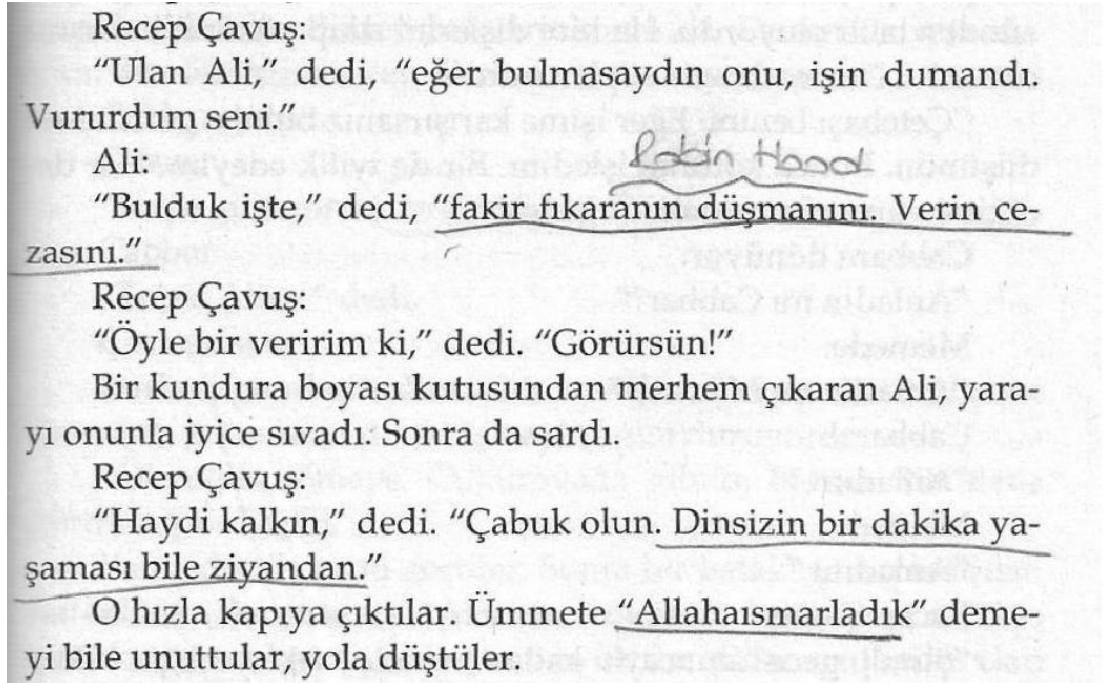 Recep Çavuş:
"Ulan Ali," dedi, "eğer bulmasaydın onu, işin dumandı.
Vururdum seni."
Ali:
Robin Hood
"Bulduk işte," dedi, "fakir fıkaranın düşmanını. Verin ce-
zasını."
Recep Çavuş:
"Öyle bir veririm ki," dedi. "Görürsün!"
Bir kundura boyası kutusundan merhem çıkaran Ali, yara-
yı onunla iyice sıvadı. Sonra da sardı.
Recep Çavuş:
"Haydi kalkın," dedi. "Çabuk olun. Dinsizin bir dakika ya-
şaması bile ziyandan."
O hızla kapıya çıktılar. Ümmete "Allahaısmarladık" deme-
yi bile unuttular, yola düştüler.